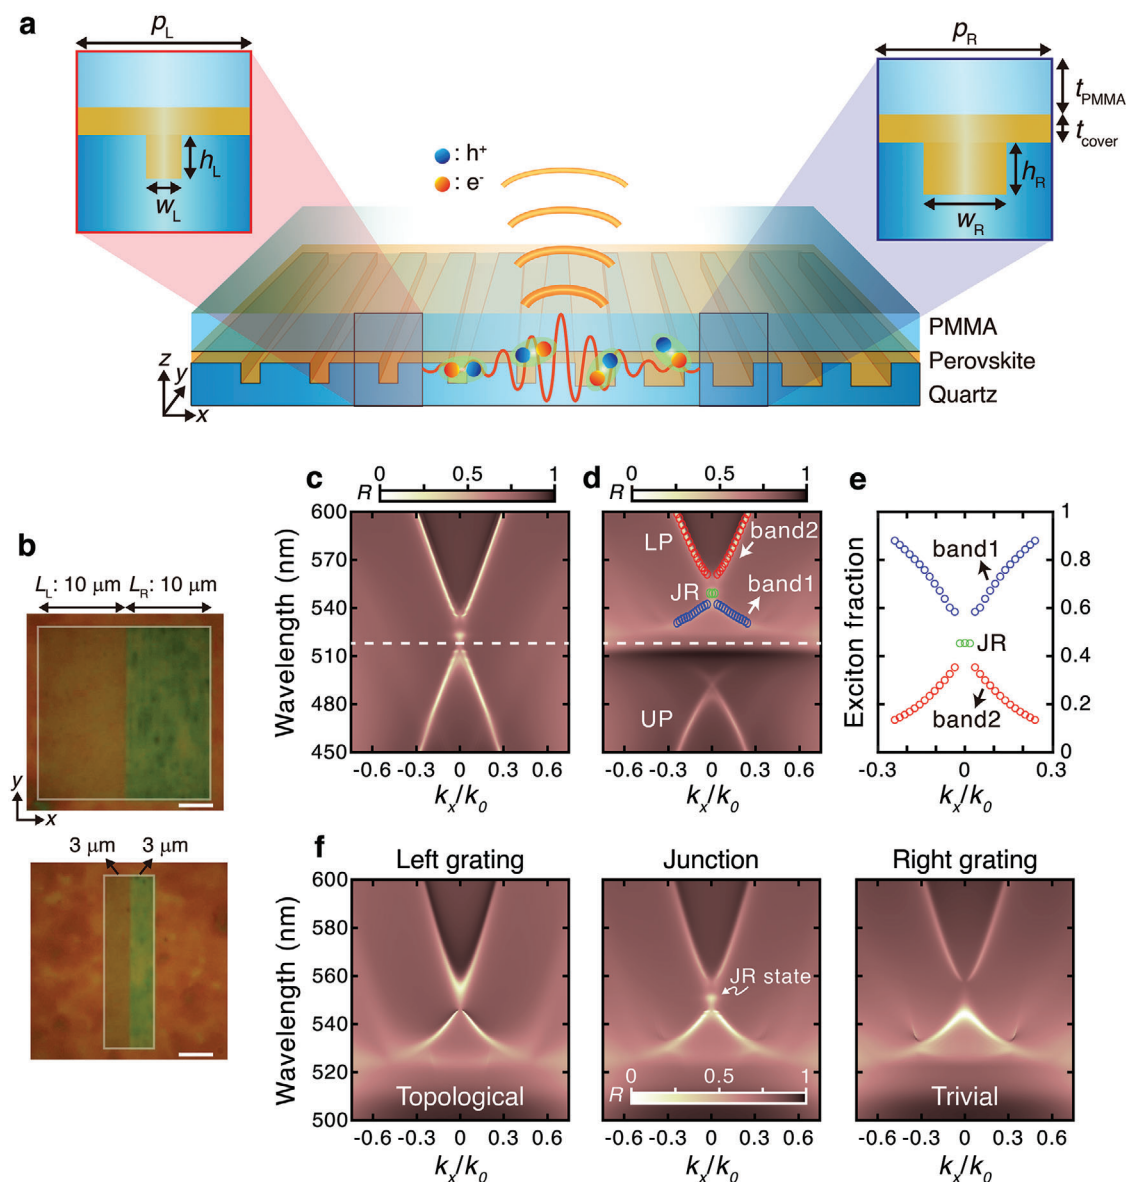 a
p_L
h_L
w_L
: h⁺
: e⁻
p_R
t_PMMA
t_cover
h_R
w_R
PMMA
Perovskite
Quartz
z
y
x
b
L_L: 10 μm L_R: 10 μm
y
x
3 μm 3 μm
c
0 0.5 1
R
600
570
540
510
480
450
Wavelength (nm)
-0.6 -0.3 0 0.3 0.6
k_x/k_0
d
0 0.5 1
R
LP
band2
JR
band1
UP
-0.6 -0.3 0 0.3 0.6
k_x/k_0
e
Exciton fraction
band1
JR
band2
1
0.8
0.6
0.4
0.2
0
-0.3 0 0.3
k_x/k_0
f
Left grating
600
580
560
540
520
500
Wavelength (nm)
Topological
-0.6 -0.3 0 0.3 0.6
k_x/k_0
Junction
JR state
0 0.5 1
R
-0.6 -0.3 0 0.3 0.6
k_x/k_0
Right grating
Trivial
-0.6 -0.3 0 0.3 0.6
k_x/k_0